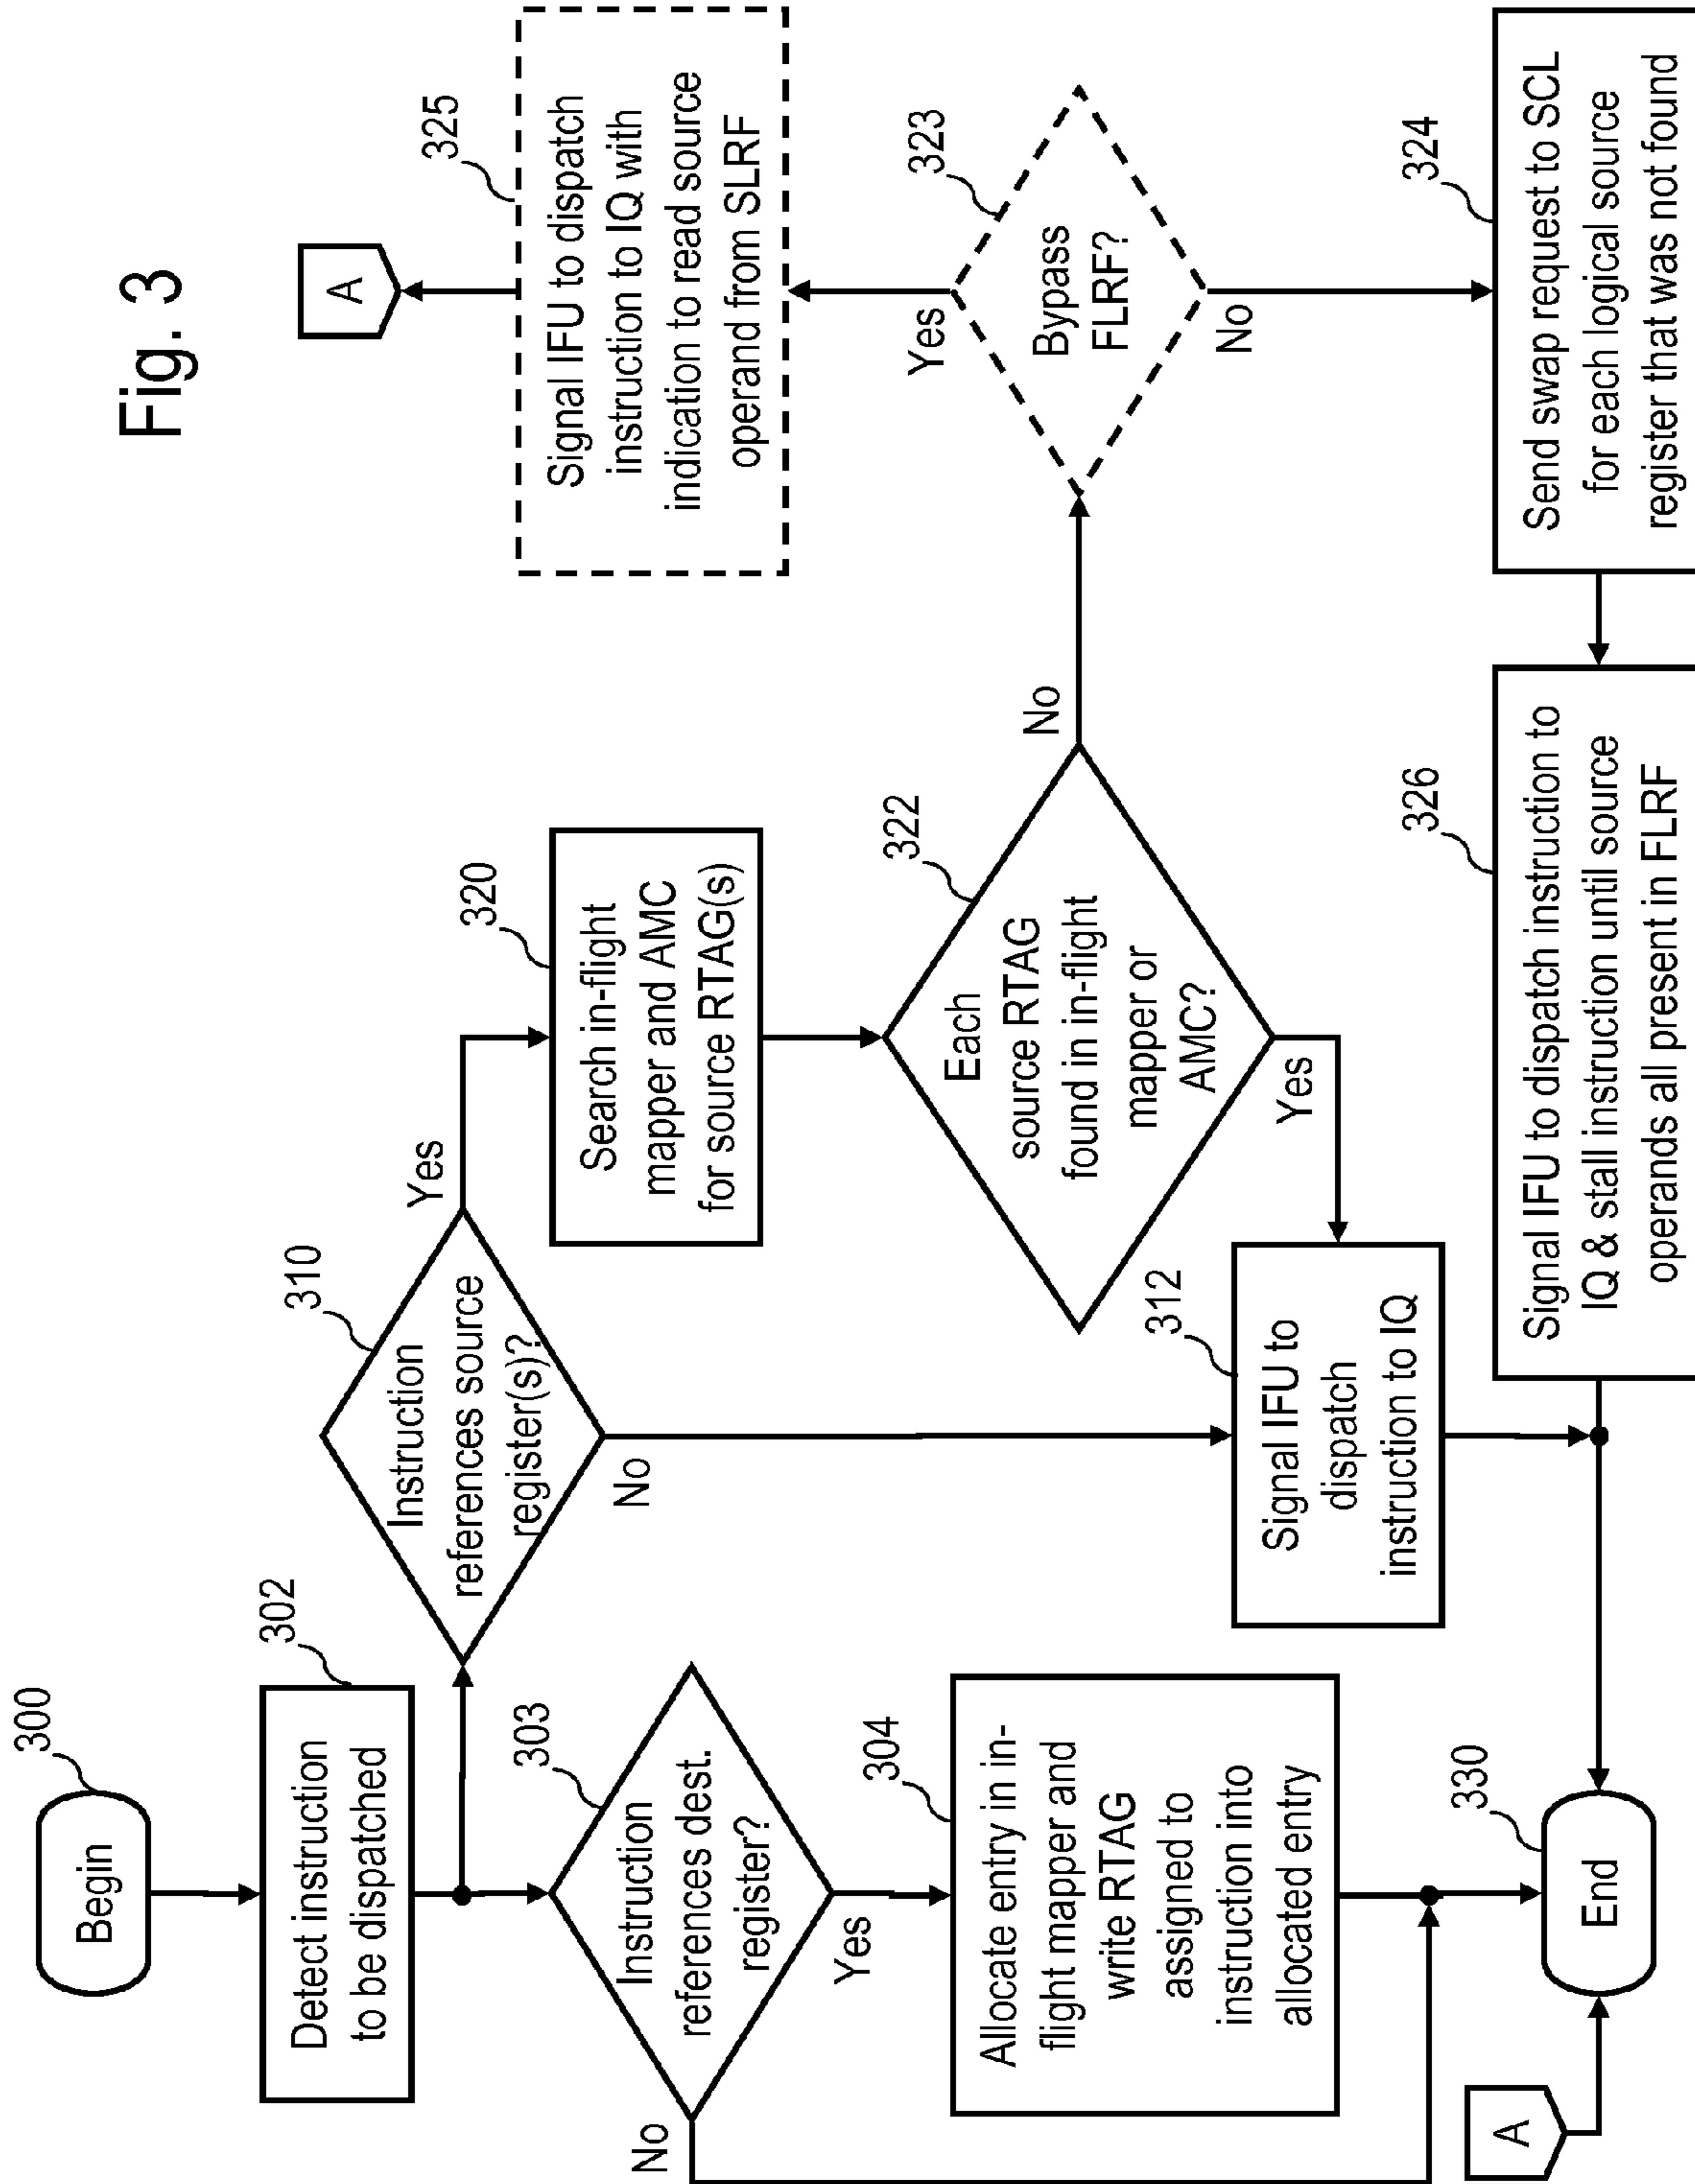 Fig. 3
300
Begin
302
Detect instruction
to be dispatched
303
Instruction
references dest.
register?
Yes
No
304
Allocate entry in in-
flight mapper and
write RTAG
assigned to
instruction into
allocated entry
310
Instruction
references source
register(s)?
Yes
No
312
Signal IFU to
dispatch
instruction to IQ
320
Search in-flight
mapper and AMC
for source RTAG(s)
322
Each
source RTAG
found in in-flight
mapper or
AMC?
Yes
No
323
Bypass
FLRF?
Yes
No
325
Signal IFU to dispatch
instruction to IQ with
indication to read source
operand from SLRF
A
324
Send swap request to SCL
for each logical source
register that was not found
326
Signal IFU to dispatch instruction to
IQ & stall instruction until source
operands all present in FLRF
330
End
A